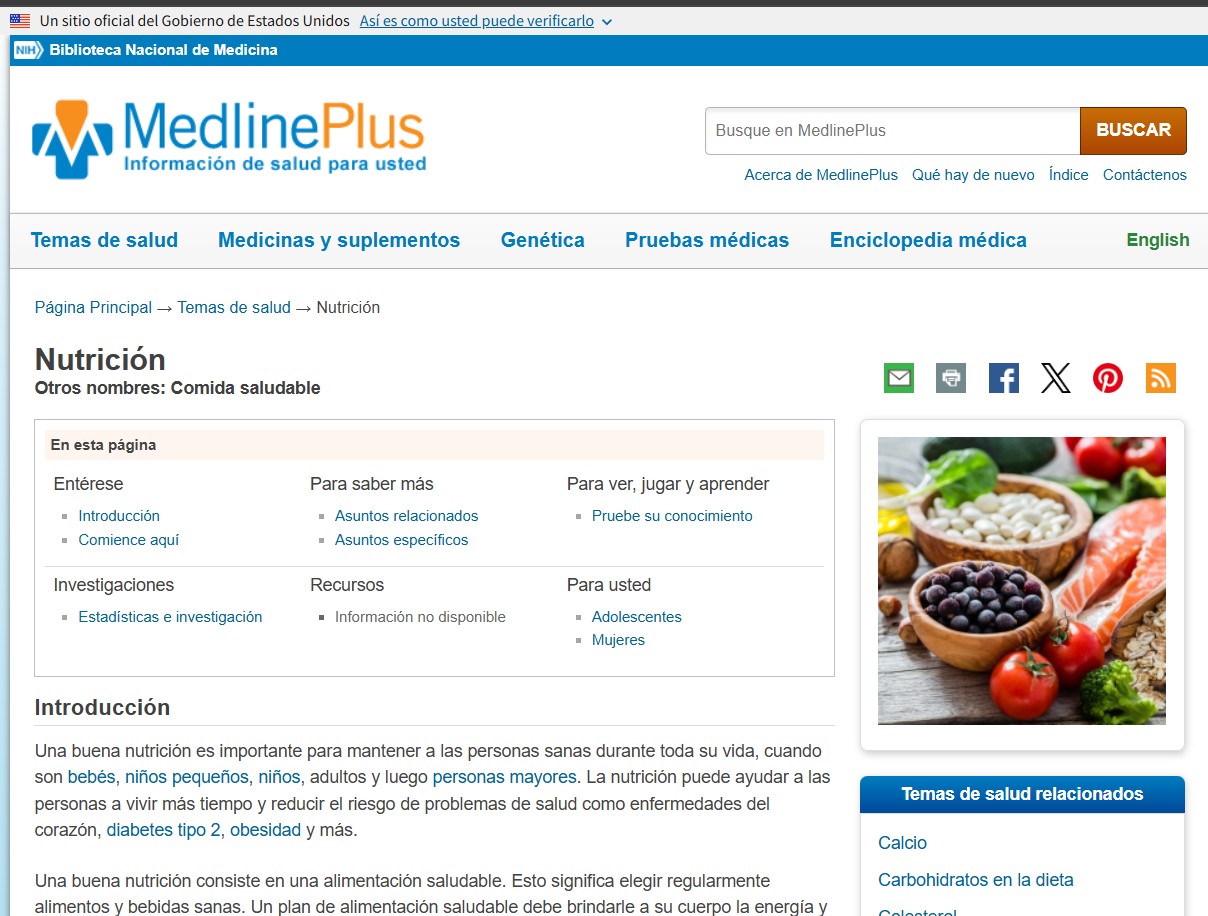 Un sitio oficial del Gobierno de Estados Unidos Así es como usted puede verificarlo
NIH Biblioteca Nacional de Medicina
MedlinePlus
Información de salud para usted
Busque en MedlinePlus
BUSCAR
Acerca de MedlinePlus Qué hay de nuevo Índice Contáctenos
Temas de salud Medicinas y suplementos Genética Pruebas médicas Enciclopedia médica English
Página Principal → Temas de salud → Nutrición
Nutrición
Otros nombres: Comida saludable
En esta página
Entérese
Introducción
Comience aquí
Para saber más
Asuntos relacionados
Asuntos específicos
Para ver, jugar y aprender
Pruebe su conocimiento
Investigaciones
Estadísticas e investigación
Recursos
Información no disponible
Para usted
Adolescentes
Mujeres
Introducción
Una buena nutrición es importante para mantener a las personas sanas durante toda su vida, cuando
son bebés, niños pequeños, niños, adultos y luego personas mayores. La nutrición puede ayudar a las
personas a vivir más tiempo y reducir el riesgo de problemas de salud como enfermedades del
corazón, diabetes tipo 2, obesidad y más.
Una buena nutrición consiste en una alimentación saludable. Esto significa elegir regularmente
alimentos y bebidas sanas. Un plan de alimentación saludable debe brindarle a su cuerpo la energía y
Temas de salud relacionados
Calcio
Carbohidratos en la dieta
Colesterol